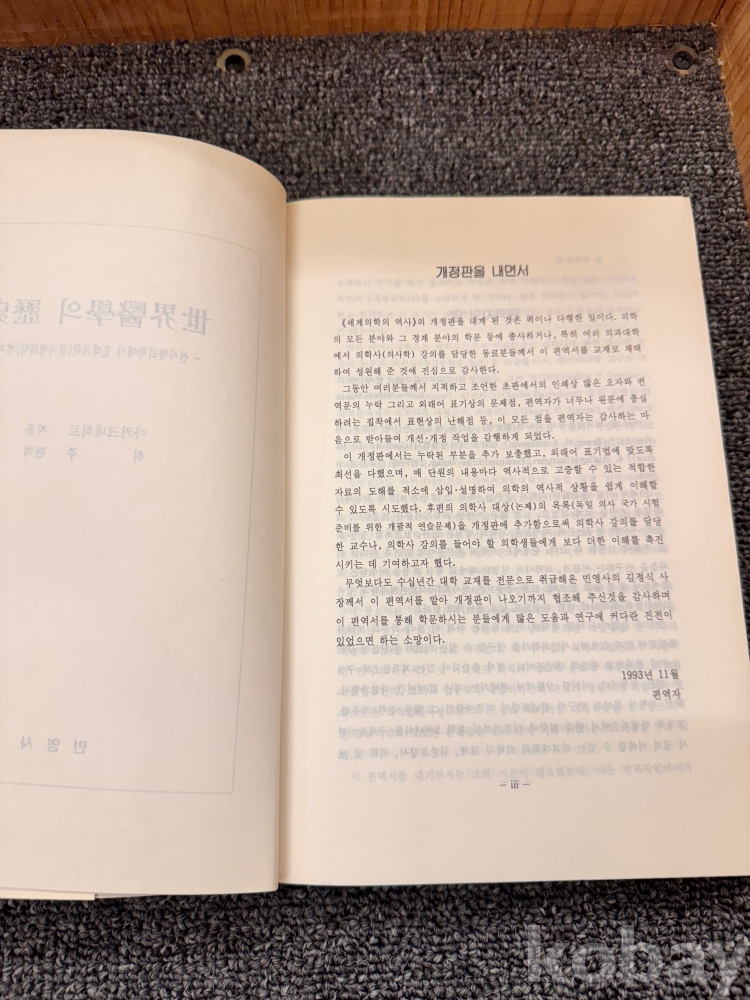 世界醫學의 歷史
아커크네히트 지음
허 주 편역
민영사
개정판을 내면서
《세계의학의 역사》의 개정판을 내게 된 것은 퍽이나 다행한 일이다. 의학
의 모든 분야와 그 경계 분야의 학문 등에 종사하거나, 특히 여러 의과대학
에서 의학사(의사학) 강의를 담당한 동료분들께서 이 편역서를 교재로 채택
하여 성원해 준 것에 진심으로 감사한다.
그동안 여러분들께서 지적하고 조언한 초판에서의 인쇄상 많은 오자와 번
역문의 누락 그리고 외래어 표기상의 문제점, 편역자가 너무나 원문에 충실
하려는 집착에서 표현상의 난해점 등, 이 모든 점을 편역자는 감사하는 마
음으로 받아들여 개선·개정 작업을 감행하게 되었다.
이 개정판에서는 누락된 부분을 추가 보충했고, 외래어 표기법에 맞도록
최선을 다했으며, 매 단원의 내용마다 역사적으로 고증할 수 있는 적합한
자료의 도해를 적소에 삽입·설명하여 의학의 역사적 상황을 쉽게 이해할
수 있도록 시도했다. 후편의 의학사 대상(논제)의 목록(독일 의사 국가 시험
준비를 위한 개괄적 연습문제)을 개정판에 추가함으로써 의학사 강의를 담당
한 교수나, 의학사 강의를 들어야 할 의학생들에게 보다 더한 이해를 촉진
시키는 데 기여하고자 했다.
무엇보다도 수십년간 대학 교재를 전문으로 취급해온 민영사의 김정식 사
장께서 이 편역서를 맡아 개정판이 나오기까지 협조해 주신것을 감사하며
이 편역서를 통해 학문하시는 분들에게 많은 도움과 연구에 커다란 진전이
있었으면 하는 소망이다.
1993년 11월
편역자
– iii –
kobay